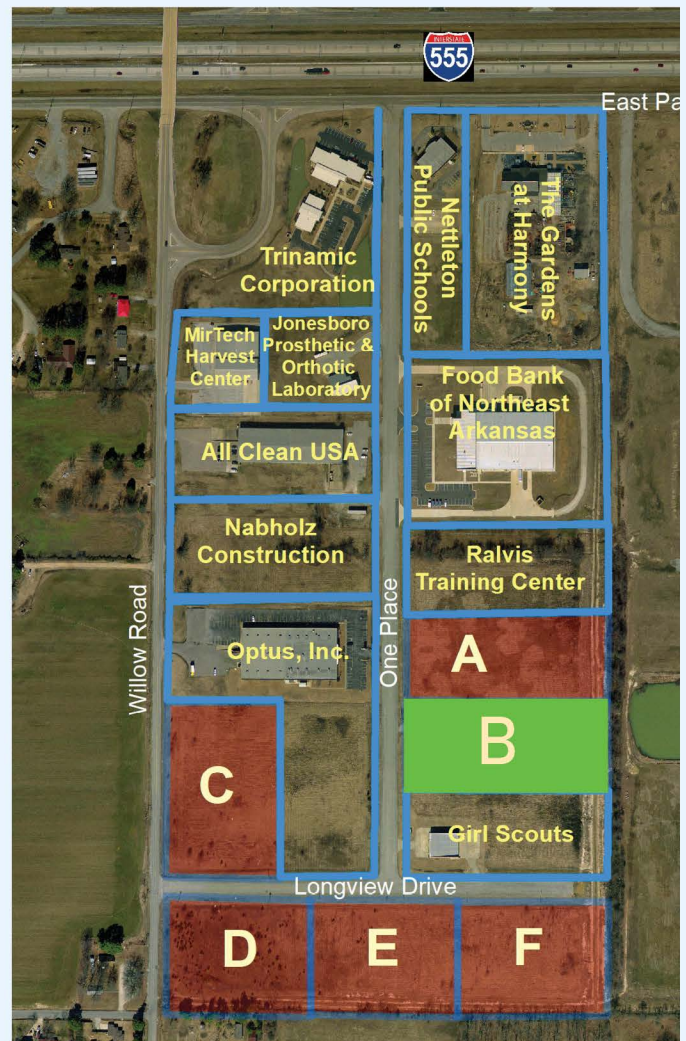 INTERSTATE
555
East Pa
Nettleton
Public Schools
The Gardens
at Harmony
Trinamic
Corporation
MirTech
Harvest
Center
Jonesboro
Prosthetic &
Orthotic
Laboratory
Food Bank
of Northeast
Arkansas
All Clean USA
Nabholz
Construction
Ralvis
Training Center
Willow Road
One Place
Optus, Inc.
A
B
C
Girl Scouts
Longview Drive
D
E
F